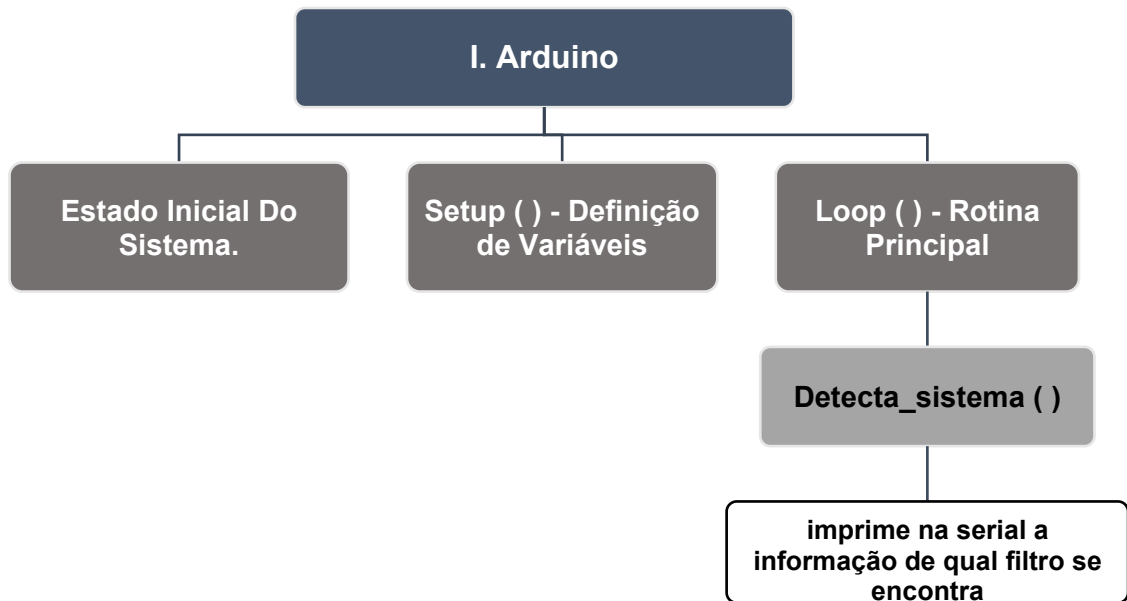 I. Arduino
Estado Inicial Do
Sistema.
Setup ( ) - Definição
de Variáveis
Loop ( ) - Rotina
Principal
Detecta_sistema ( )
imprime na serial a
informação de qual filtro se
encontra